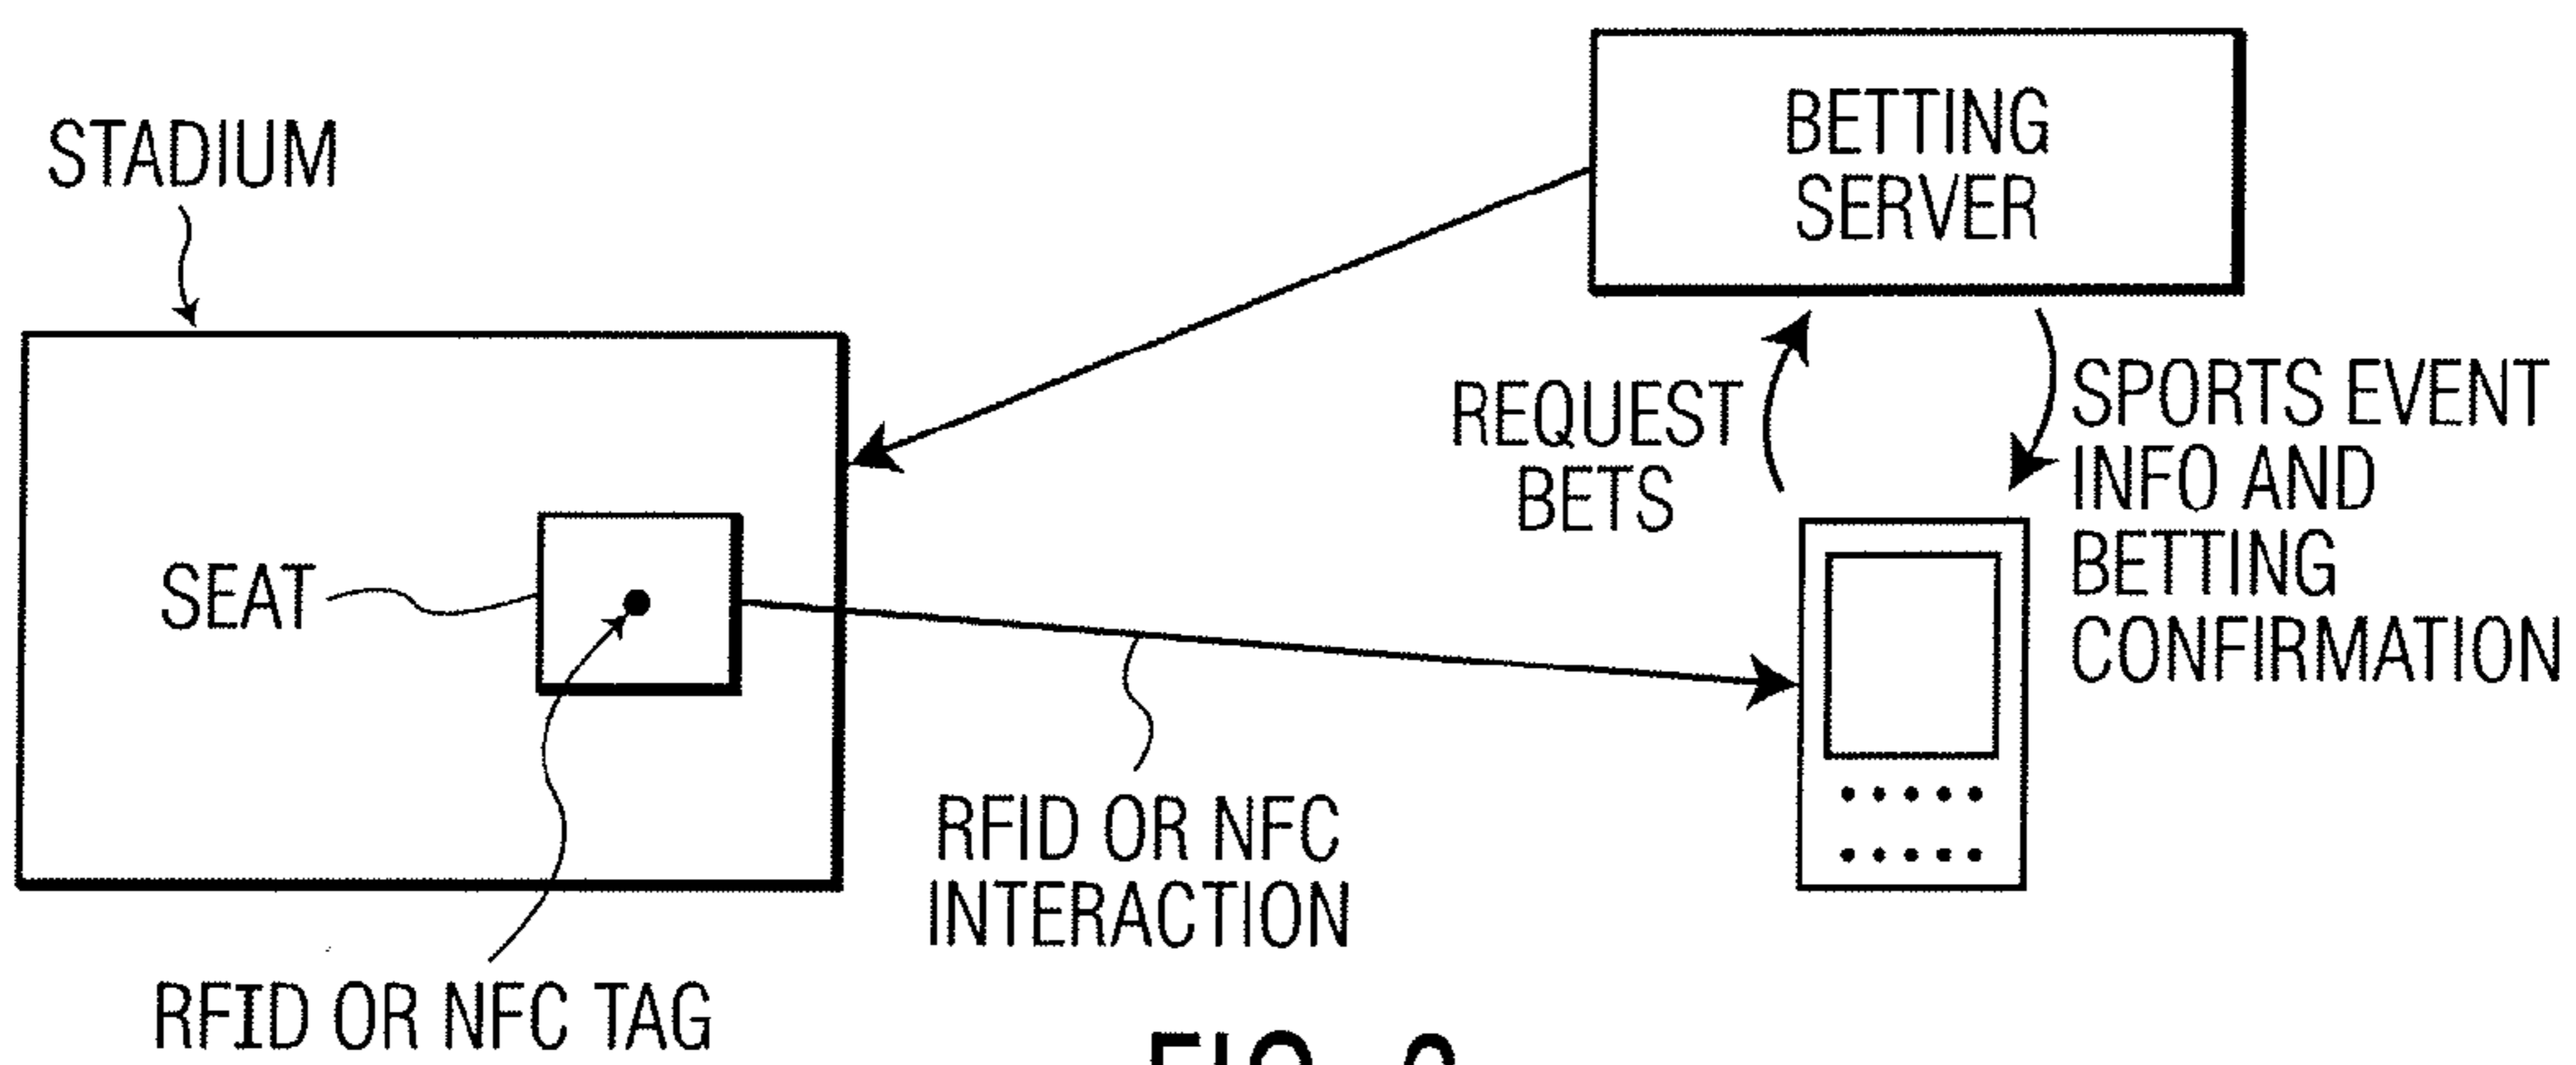 STADIUM
BETTING
SERVER
REQUEST
BETS
SPORTS EVENT
INFO AND
BETTING
CONFIRMATION
SEAT
RFID OR NFC
INTERACTION
RFID OR NFC TAG
FIG.